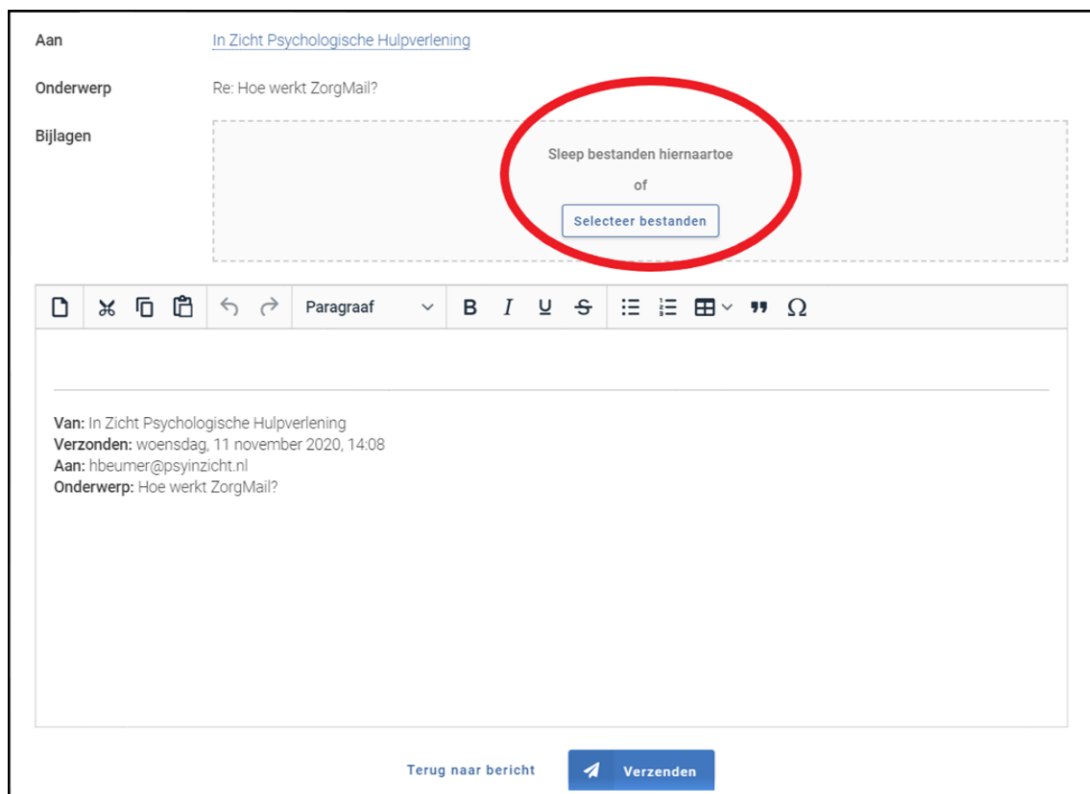 Aan In Zicht Psychologische Hulpverlening
Onderwerp Re: Hoe werkt ZorgMail?
Bijlagen
Sleep bestanden hiernaartoe
of
Selecteer bestanden
Paragraaf B I U S Ω
Van: In Zicht Psychologische Hulpverlening
Verzonden: woensdag, 11 november 2020, 14:08
Aan: hbeumer@psyinzicht.nl
Onderwerp: Hoe werkt ZorgMail?
Terug naar bericht Verzenden